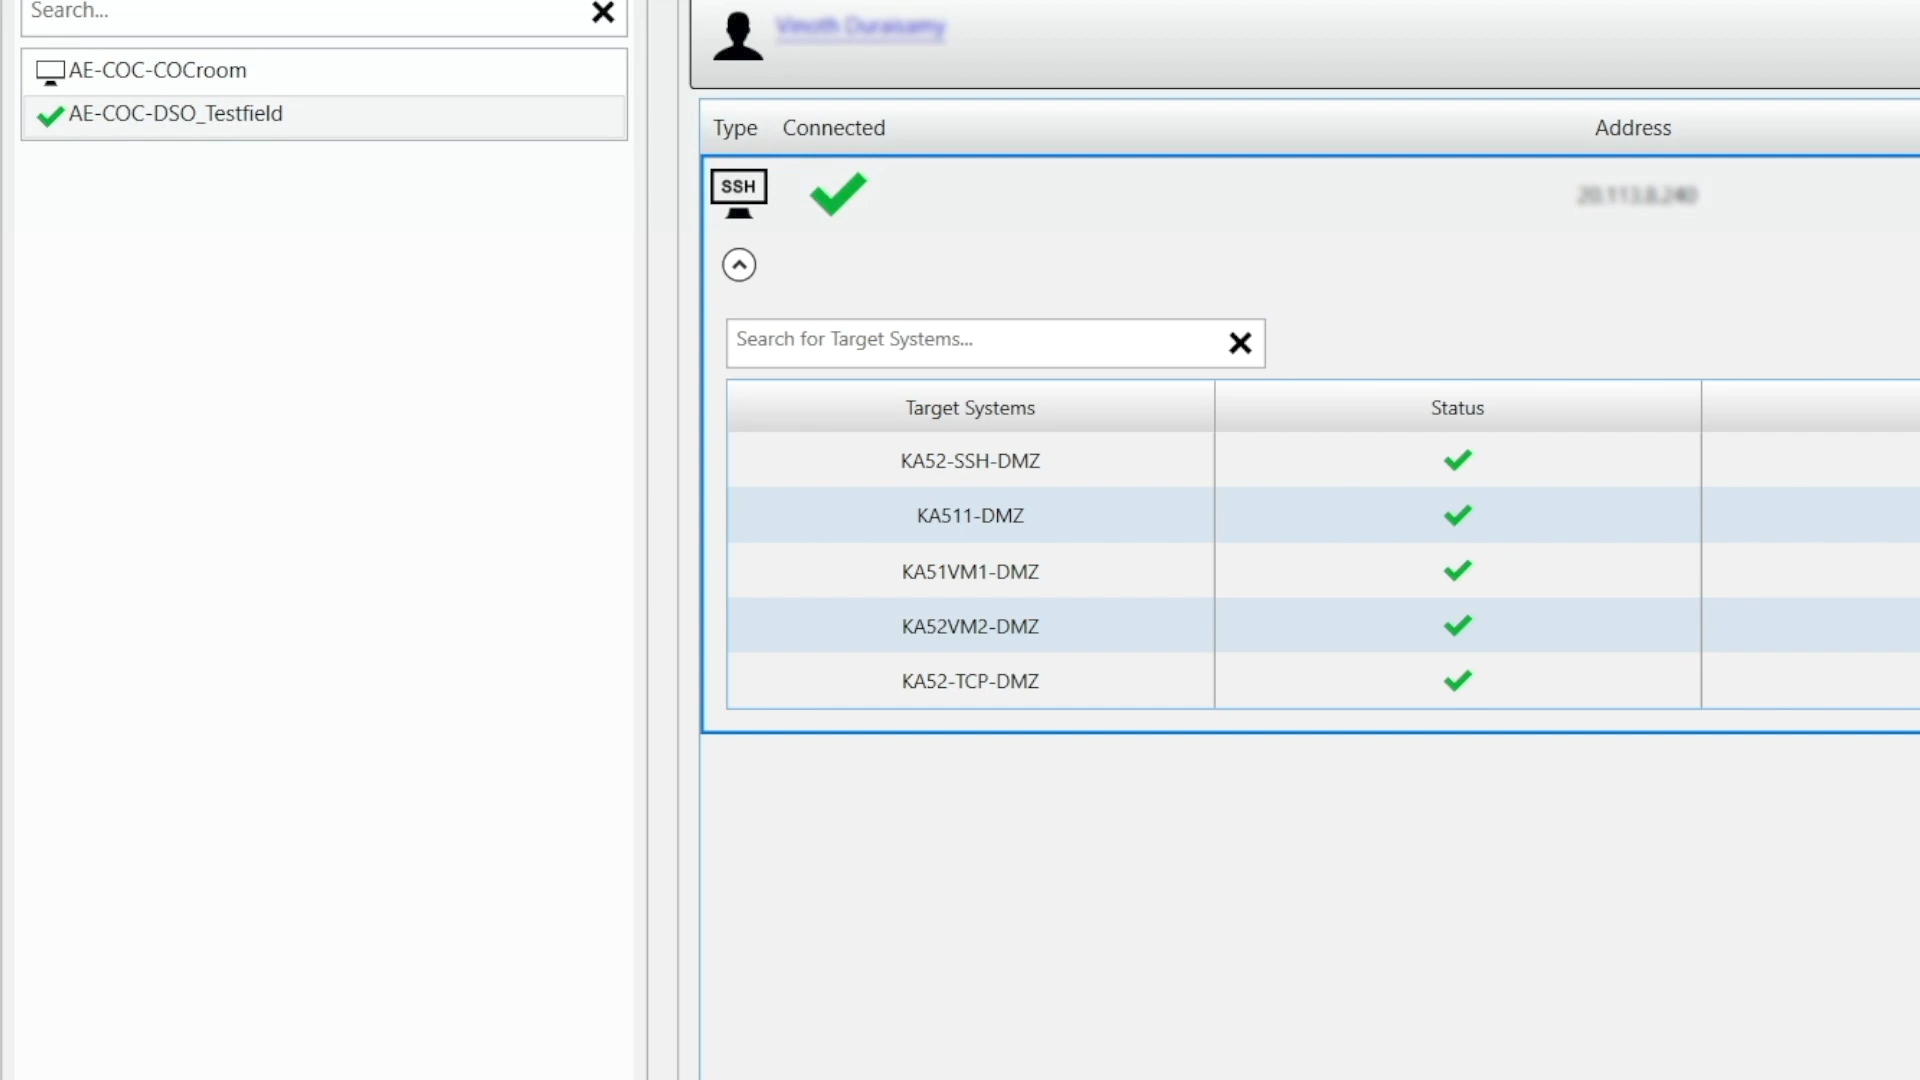 Search...
AE-COC-COCroom
AE-COC-DSO_Testfield
Type Connected Address
SSH
Search for Target Systems...
Target Systems Status
KA52-SSH-DMZ
KA511-DMZ
KA51VM1-DMZ
KA52VM2-DMZ
KA52-TCP-DMZ